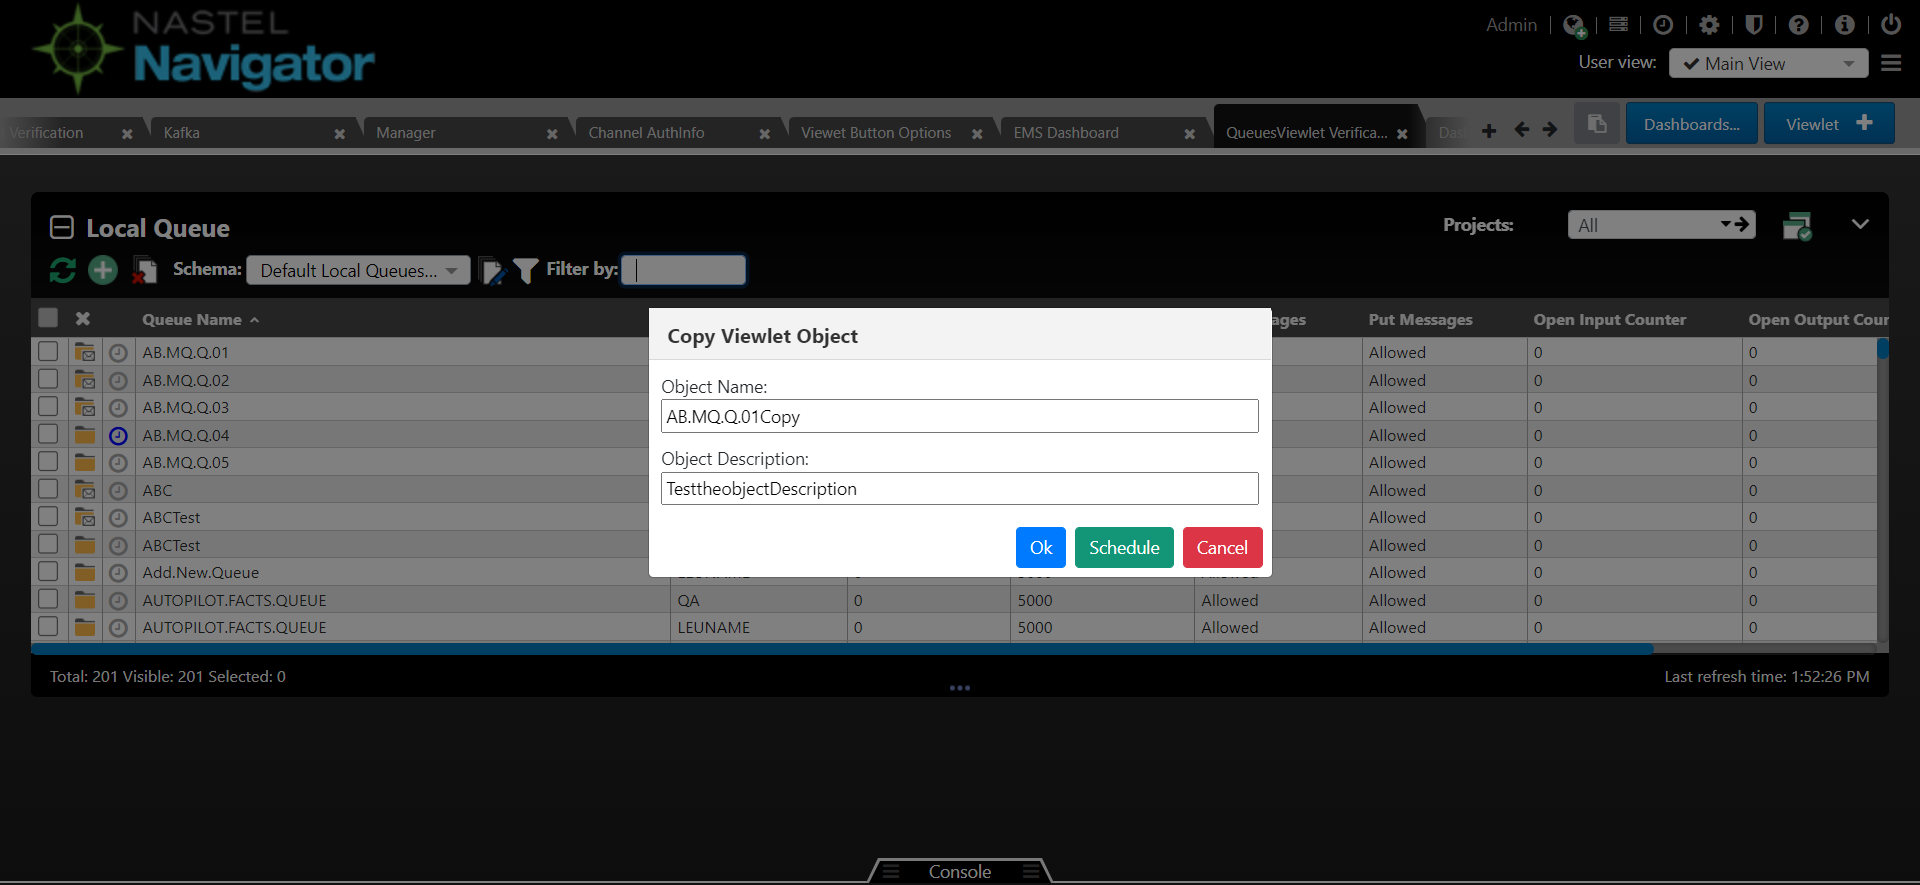 NASTEL
Navigator
Admin
User view: Main View
Verification
Kafka
Manager
Channel AuthInfo
Viewet Button Options
EMS Dashboard
QueuesViewlet Verifica...
Dashboards...
Viewlet
Local Queue
Projects: All
Schema: Default Local Queues... Filter by:
Queue Name Put Messages Open Input Counter Open Output Coun
AB.MQ.Q.01 Allowed 0 0
AB.MQ.Q.02 Allowed 0 0
AB.MQ.Q.03 Allowed 0 0
AB.MQ.Q.04 Allowed 0 0
AB.MQ.Q.05 Allowed 0 0
ABC Allowed 0 0
ABCTest Allowed 0 0
ABCTest Allowed 0 0
Add.New.Queue Allowed 0 0
AUTOPILOT.FACTS.QUEUE QA 0 5000 Allowed Allowed 0 0
AUTOPILOT.FACTS.QUEUE LEUNAME 0 5000 Allowed Allowed 0 0
Copy Viewlet Object
Object Name:
AB.MQ.Q.01Copy
Object Description:
TesttheobjectDescription
Ok Schedule Cancel
Total: 201 Visible: 201 Selected: 0
Last refresh time: 1:52:26 PM
Console